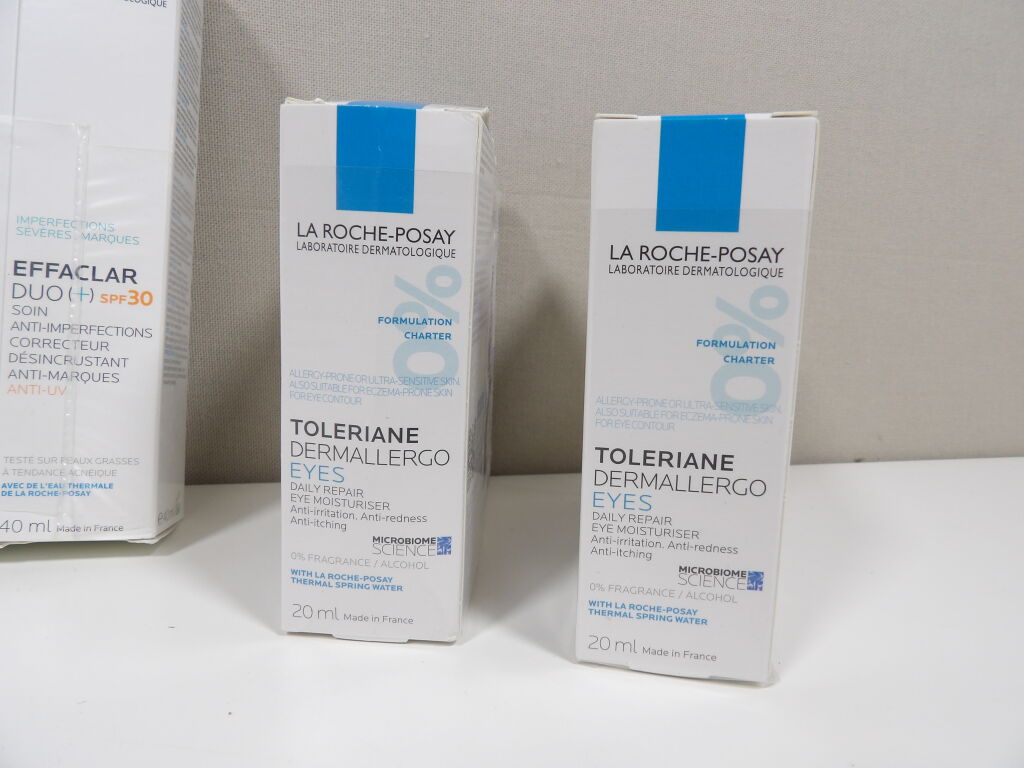 IMPERFECTIONS
SÉVÈRES MARQUES
EFFACLAR
DUO (+) SPF30
SOIN
ANTI-IMPERFECTIONS
CORRECTEUR
DÉSINCRUSTANT
ANTI-MARQUES
ANTI-UV
TESTÉ SUR PEAUX GRASSES
À TENDANCE ACNÉIQUE
AVEC DE L'EAU THERMALE
DE LA ROCHE-POSAY
40 ml Made in France
LA ROCHE-POSAY
LABORATOIRE DERMATOLOGIQUE
0%
FORMULATION
CHARTER
ALLERGY-PRONE OR ULTRA-SENSITIVE SKIN.
ALSO SUITABLE FOR ECZEMA-PRONE SKIN
FOR EYE CONTOUR
TOLERIANE
DERMALLERGO
EYES
DAILY REPAIR
EYE MOISTURISER
Anti-irritation. Anti-redness
Anti-itching
MICROBIOME
SCIENCE
0% FRAGRANCE / ALCOHOL
WITH LA ROCHE-POSAY
THERMAL SPRING WATER
20 ml Made in France
LA ROCHE-POSAY
LABORATOIRE DERMATOLOGIQUE
0%
FORMULATION
CHARTER
ALLERGY-PRONE OR ULTRA-SENSITIVE SKIN.
ALSO SUITABLE FOR ECZEMA-PRONE SKIN
FOR EYE CONTOUR
TOLERIANE
DERMALLERGO
EYES
DAILY REPAIR
EYE MOISTURISER
Anti-irritation. Anti-redness
Anti-itching
MICROBIOME
SCIENCE
0% FRAGRANCE / ALCOHOL
WITH LA ROCHE-POSAY
THERMAL SPRING WATER
20 ml Made in France